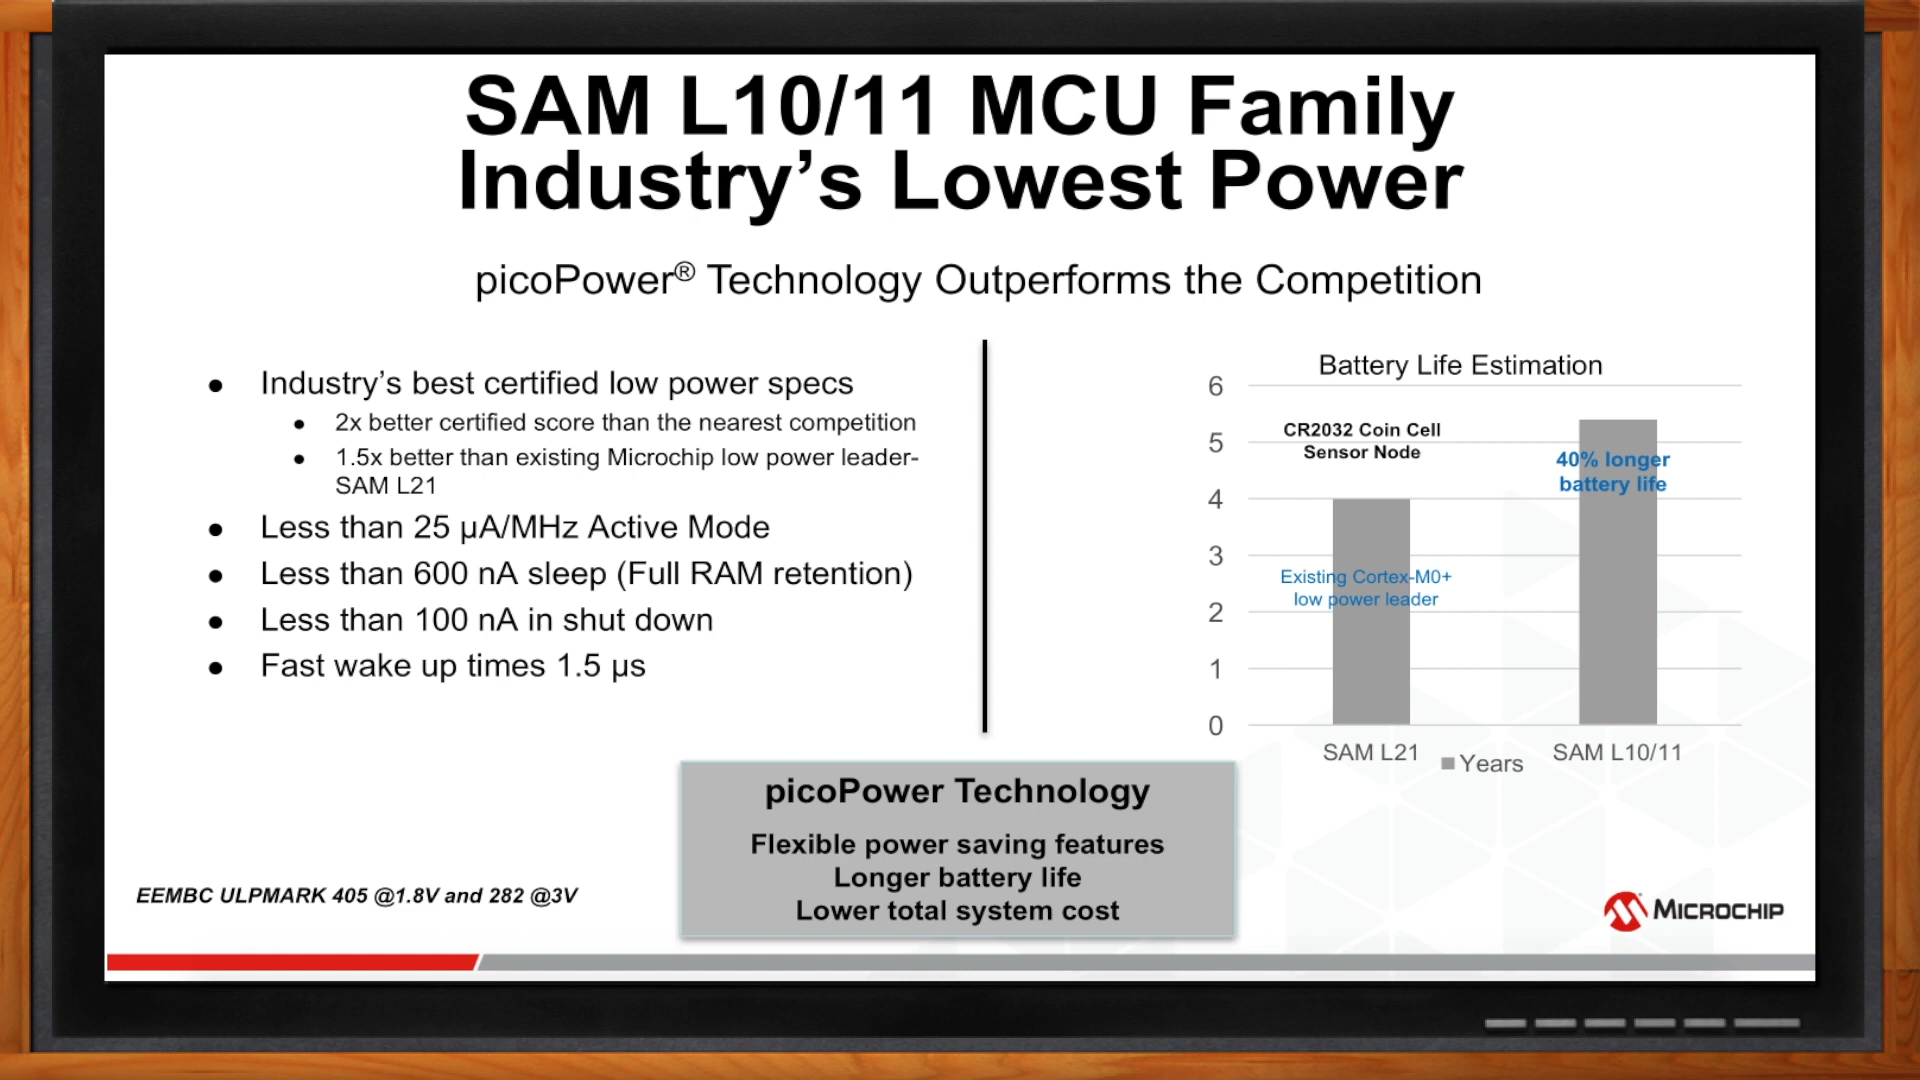 SAM L10/11 MCU Family
Industry’s Lowest Power
picoPower® Technology Outperforms the Competition
● Industry’s best certified low power specs
● 2x better certified score than the nearest competition
● 1.5x better than existing Microchip low power leader-
SAM L21
● Less than 25 µA/MHz Active Mode
● Less than 600 nA sleep (Full RAM retention)
● Less than 100 nA in shut down
● Fast wake up times 1.5 µs
Battery Life Estimation
6
5
4
3
2
1
0
CR2032 Coin Cell
Sensor Node
40% longer
battery life
Existing Cortex-M0+
low power leader
SAM L21
SAM L10/11
Years
picoPower Technology
Flexible power saving features
Longer battery life
Lower total system cost
EEMBC ULPMARK 405 @1.8V and 282 @3V
MICROCHIP